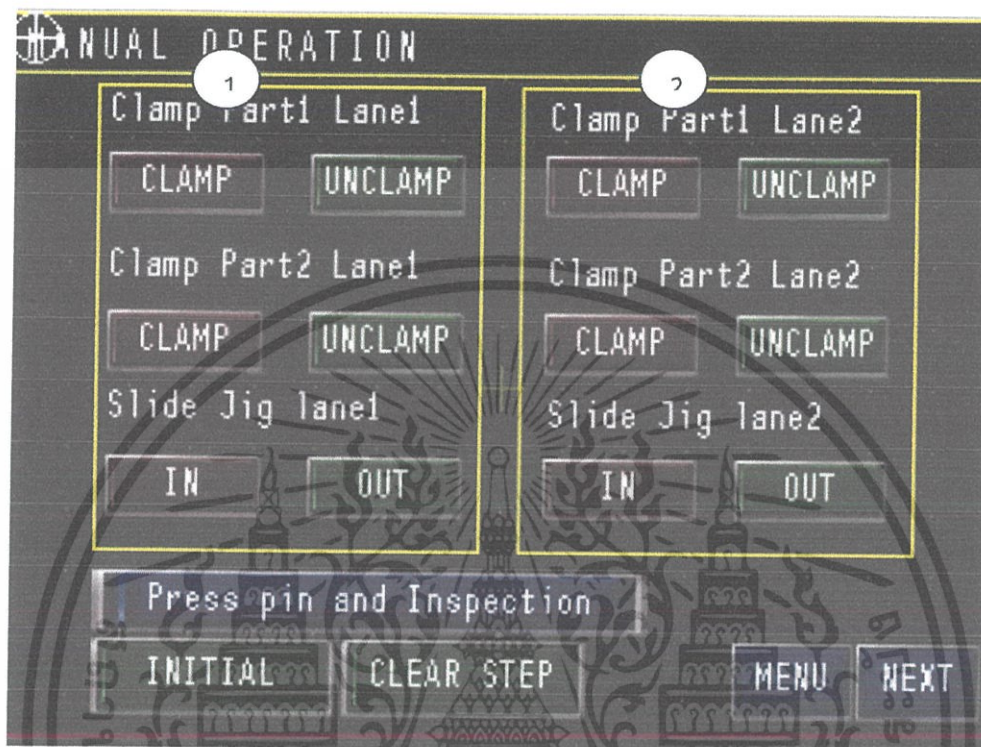 MANUAL OPERATION
1
2
Clamp Part1 Lane1
CLAMP UNCLAMP
Clamp Part2 Lane1
CLAMP UNCLAMP
Slide Jig lane1
IN OUT
Clamp Part1 Lane2
CLAMP UNCLAMP
Clamp Part2 Lane2
CLAMP UNCLAMP
Slide Jig lane2
IN OUT
Press pin and Inspection
INITIAL CLEAR STEP MENU NEXT